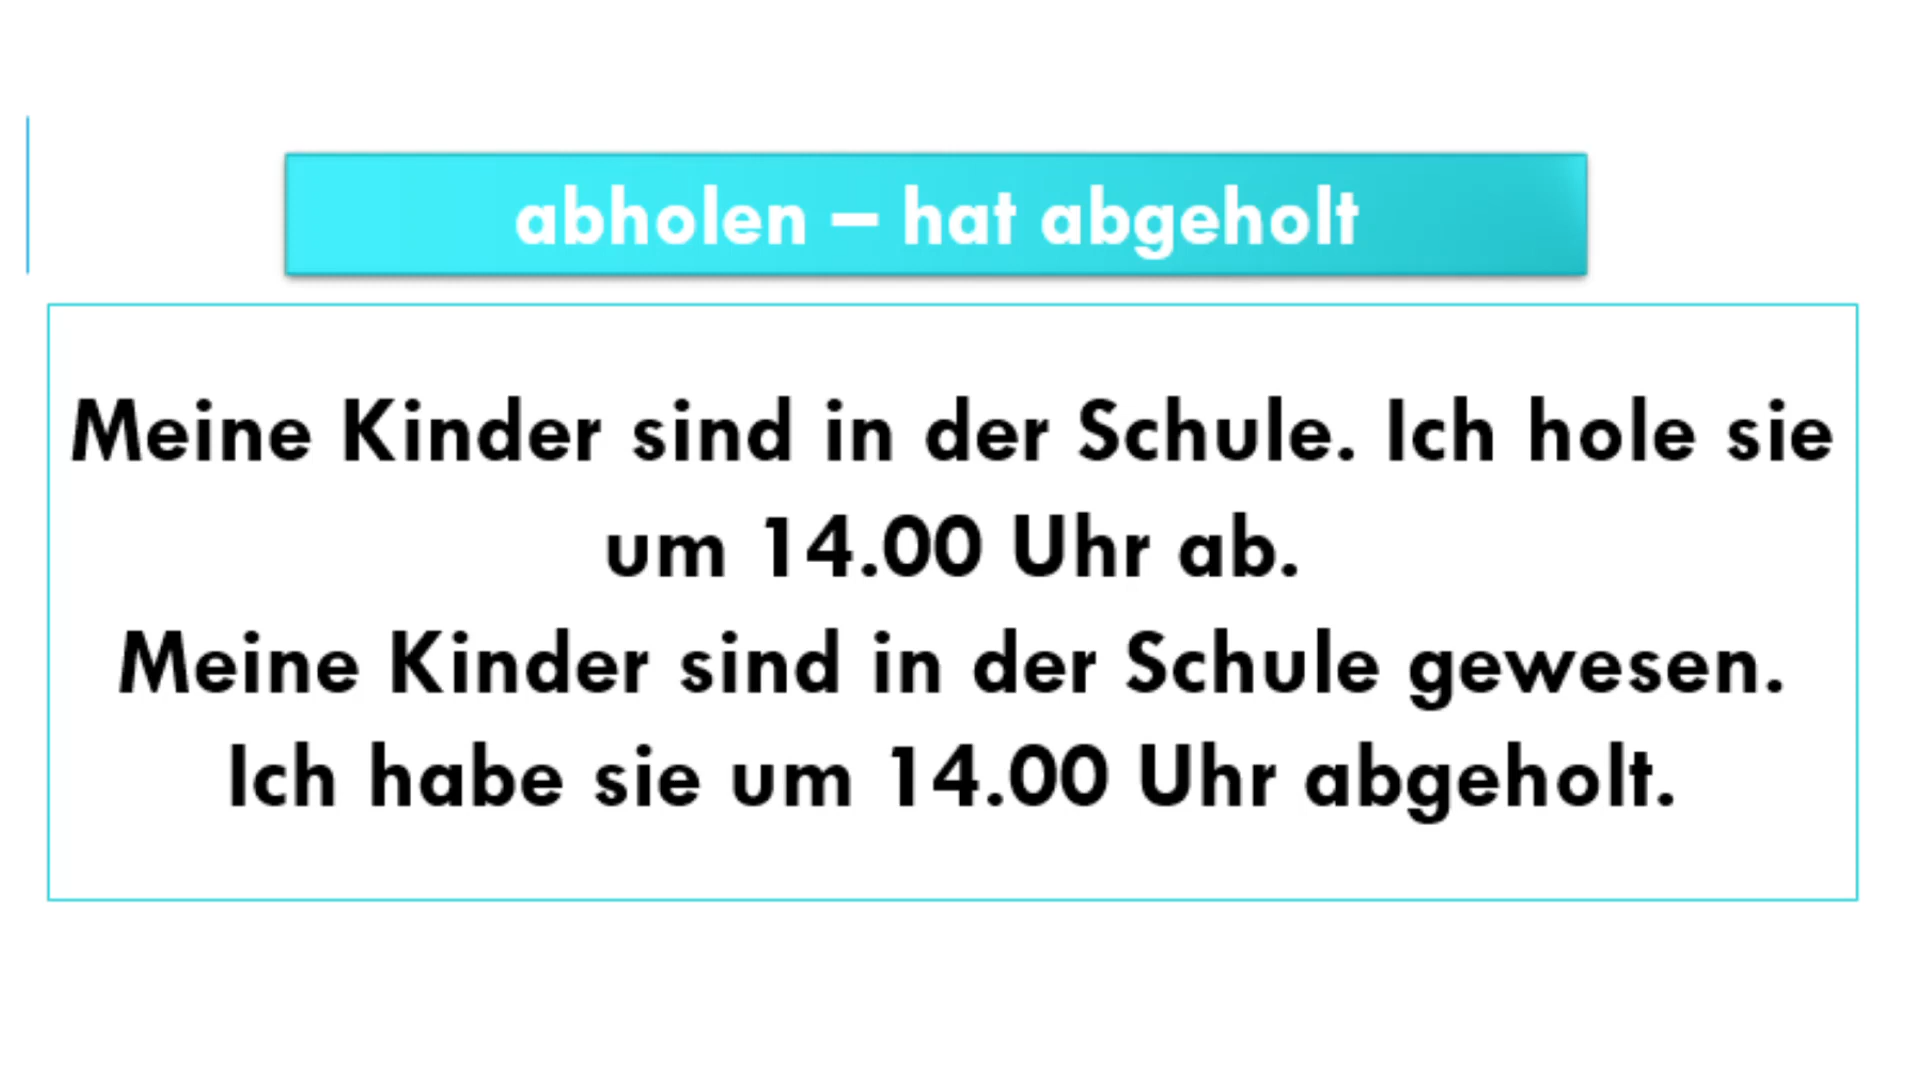 abholen – hat abgeholt
Meine Kinder sind in der Schule. Ich hole sie
um 14.00 Uhr ab.
Meine Kinder sind in der Schule gewesen.
Ich habe sie um 14.00 Uhr abgeholt.